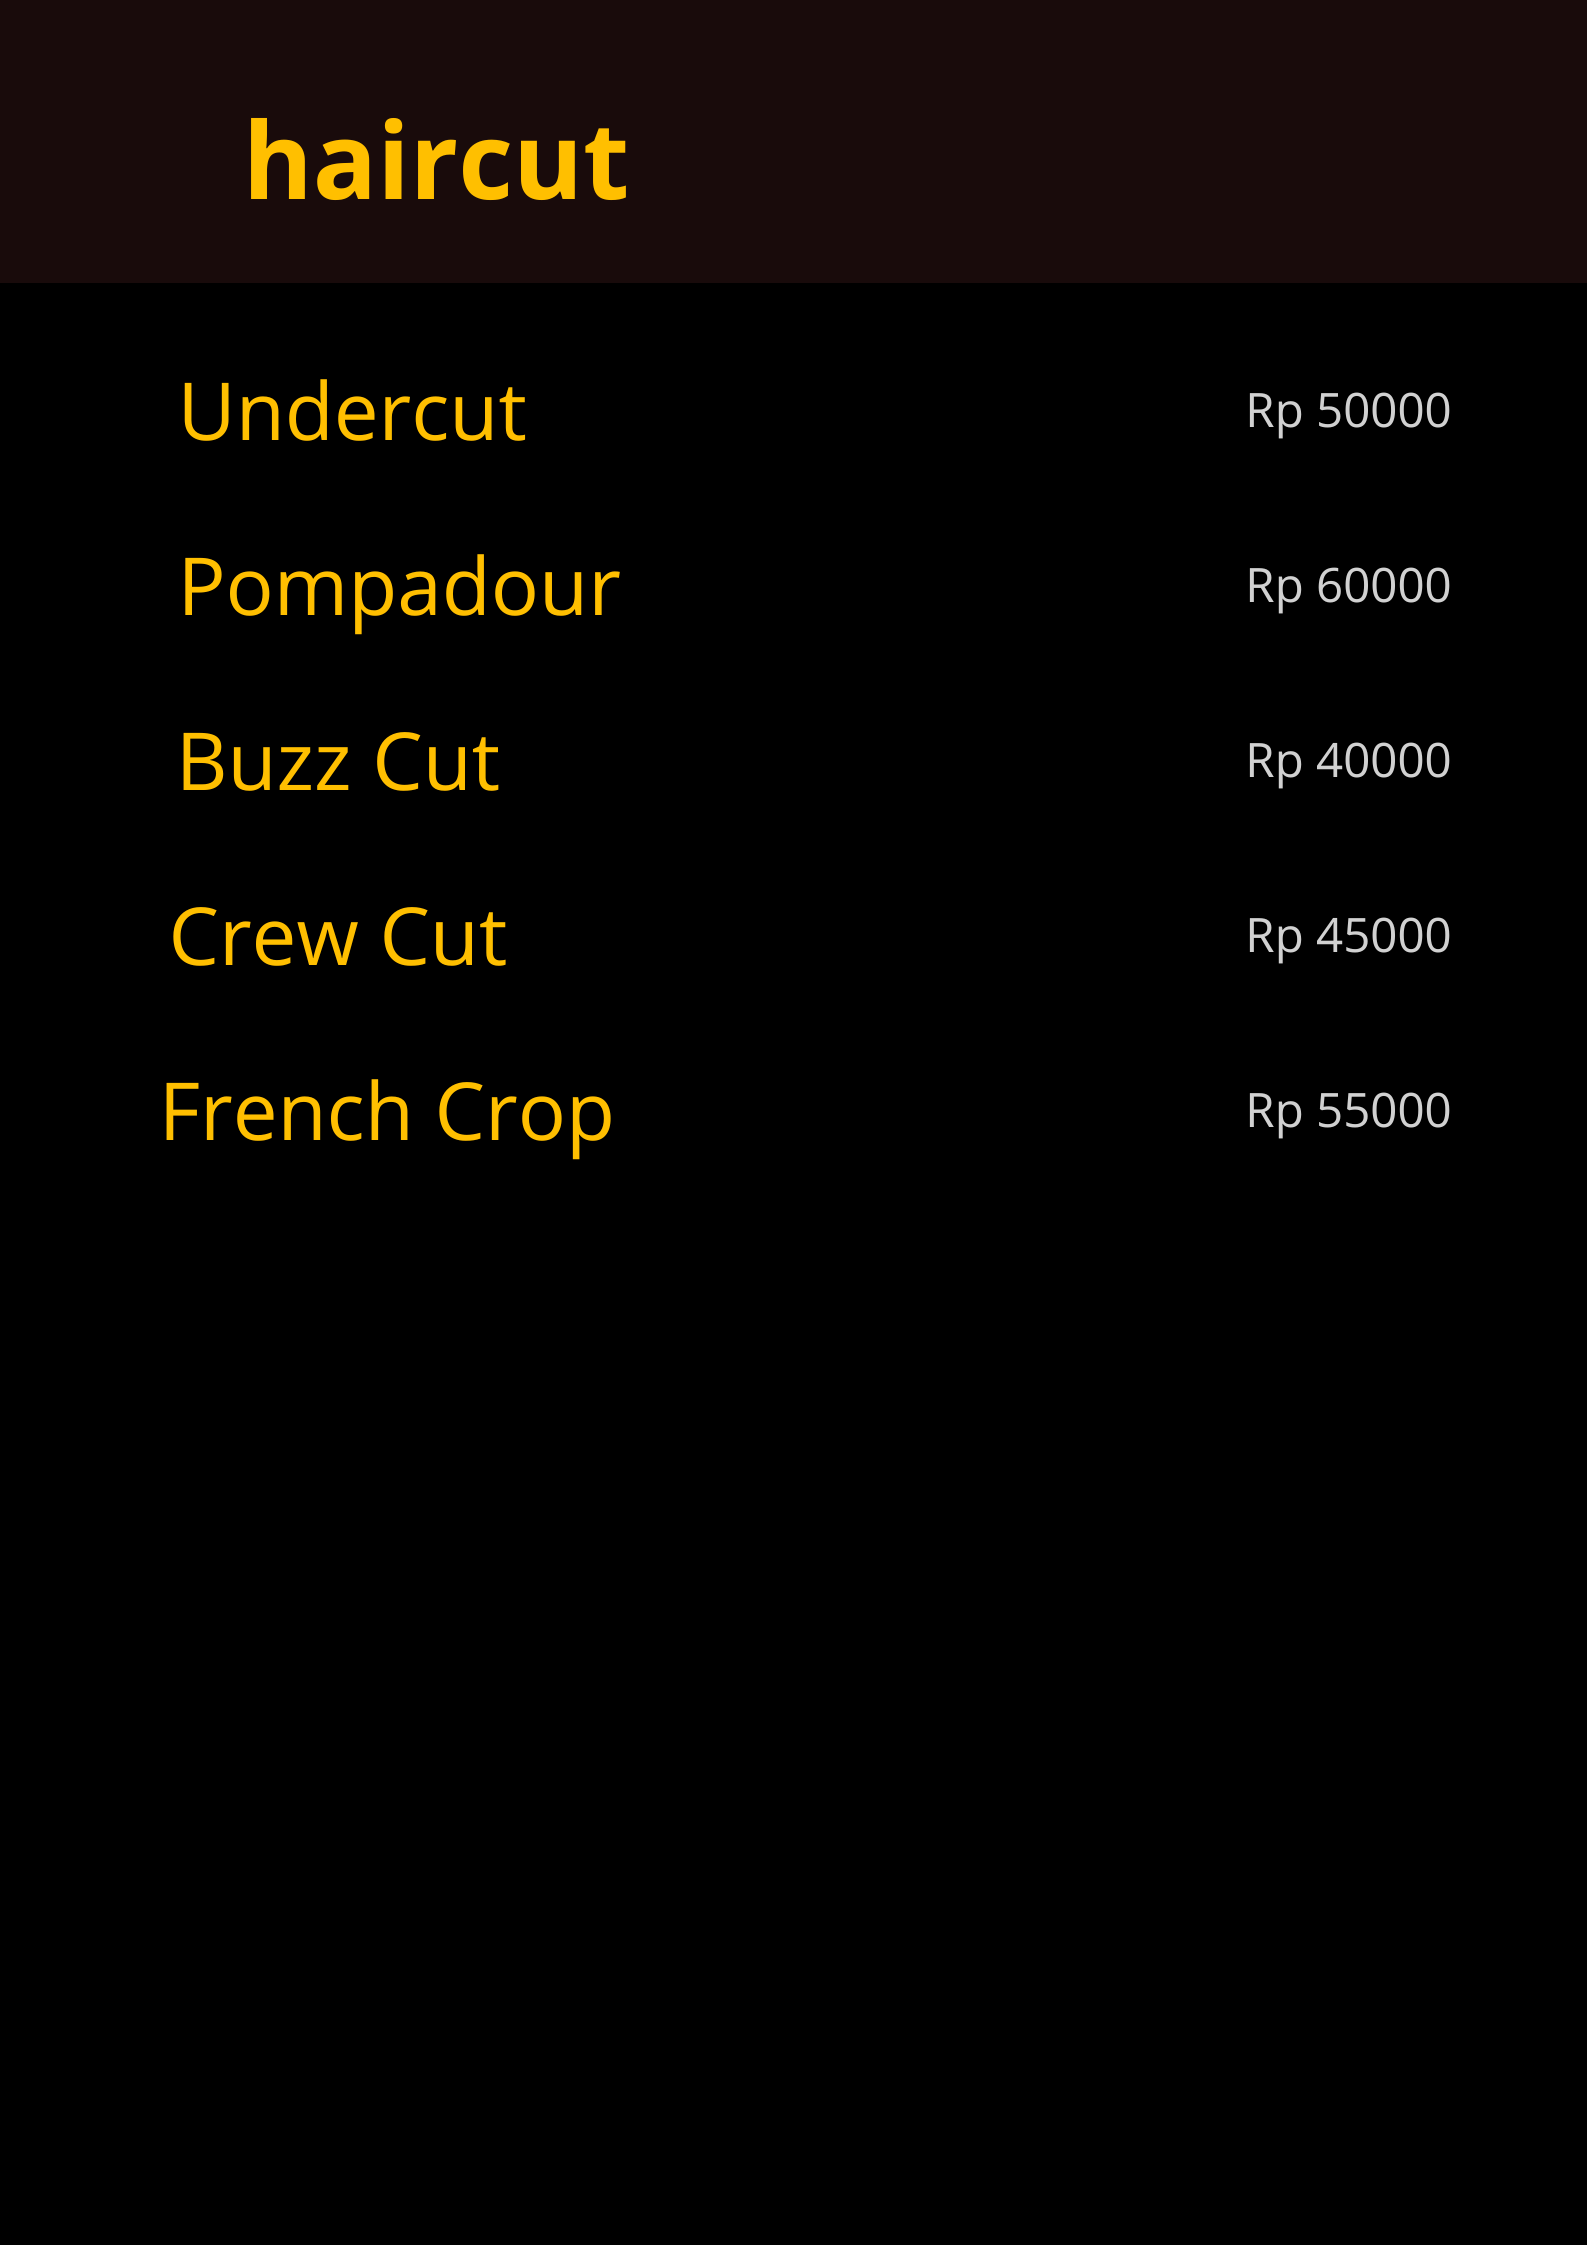 haircut
Undercut Rp 50000
Pompadour Rp 60000
Buzz Cut Rp 40000
Crew Cut Rp 45000
French Crop Rp 55000